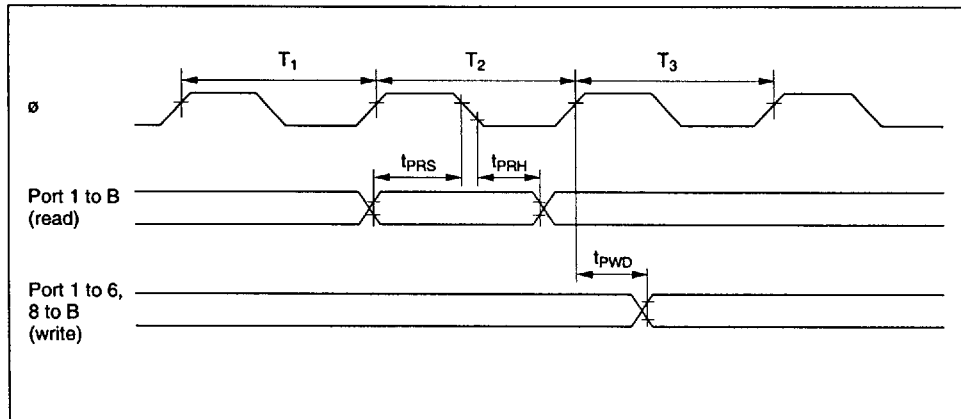 T1 T2 T3
ø
tPRS tPRH
Port 1 to B
(read)
tPWD
Port 1 to 6,
8 to B
(write)